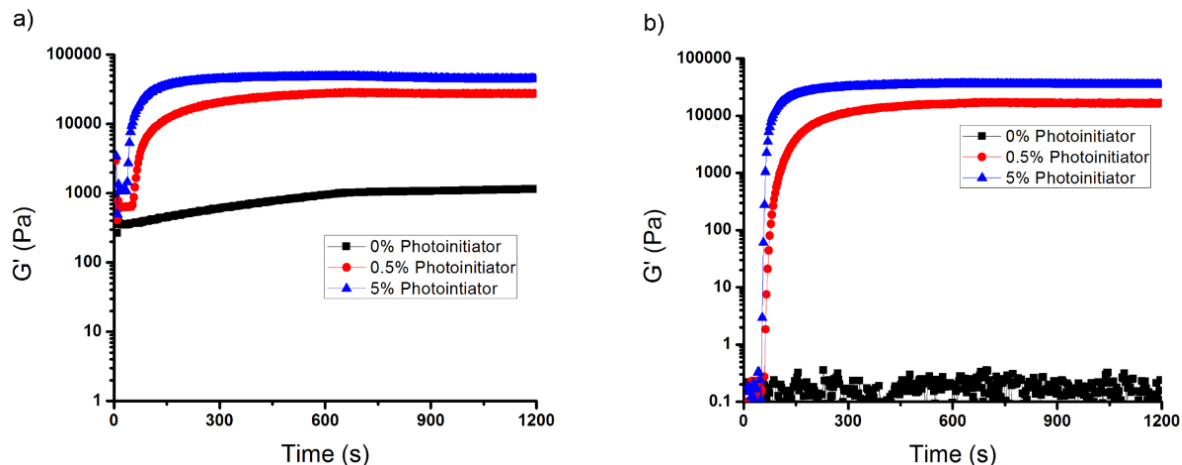 a)
100000
10000
1000
100
10
1
G' (Pa)
0% Photoinitiator
0.5% Photoinitiator
5% Photointiator
0 300 600 900 1200
Time (s)
b)
100000
10000
1000
100
10
1
0.1
G' (Pa)
0% Photoinitiator
0.5% Photoinitiator
5% Photoinitiator
0 300 600 900 1200
Time (s)